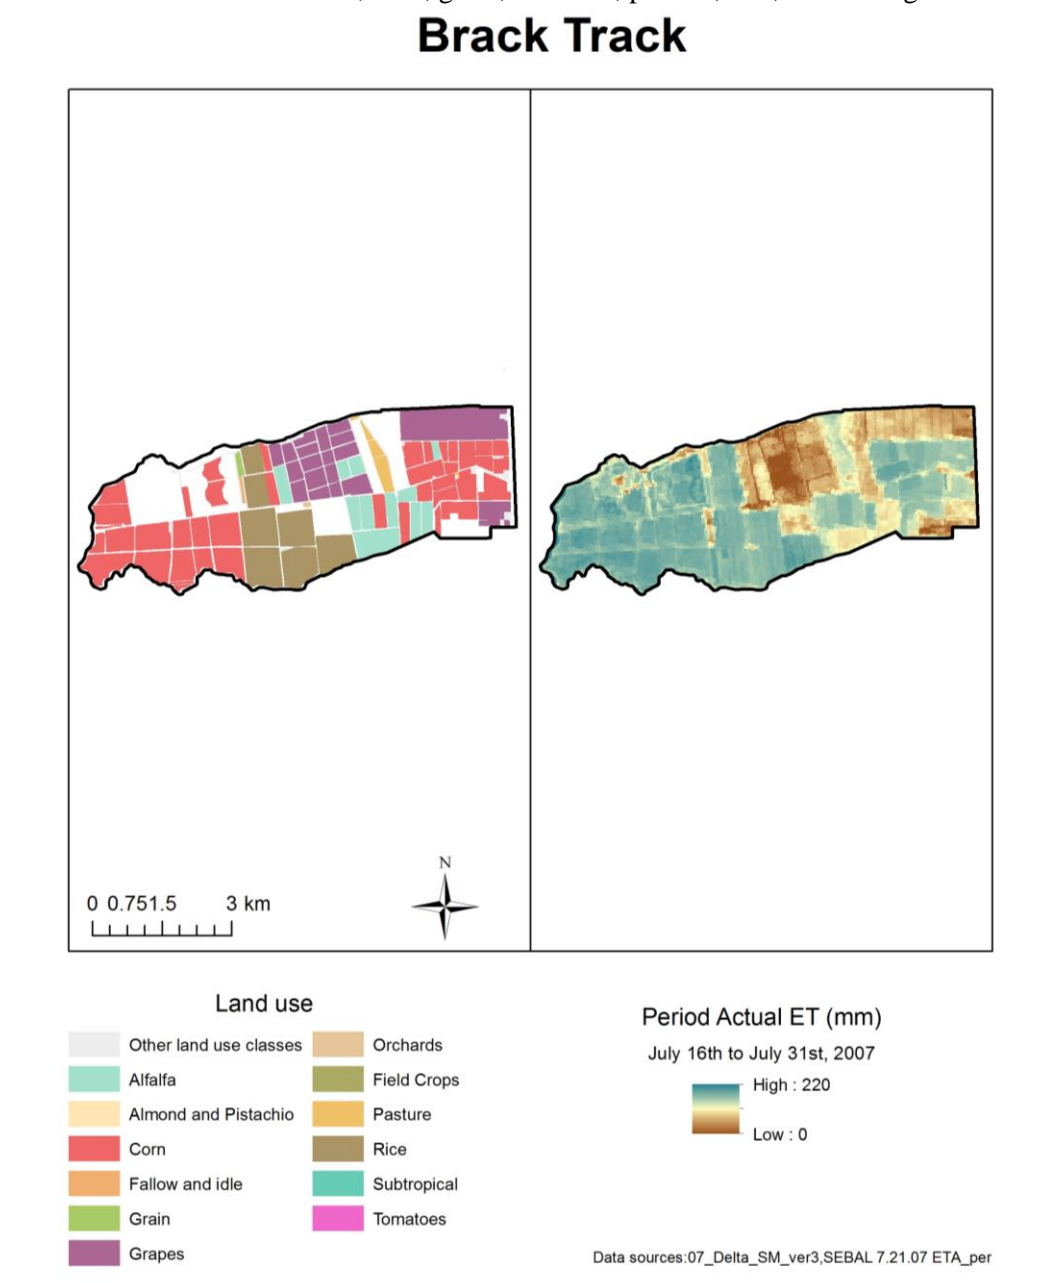 Brack Track
N
0 0.751.5 3 km
Land use
Other land use classes
Alfalfa
Almond and Pistachio
Corn
Fallow and idle
Grain
Grapes
Orchards
Field Crops
Pasture
Rice
Subtropical
Tomatoes
Period Actual ET (mm)
July 16th to July 31st, 2007
High : 220
Low : 0
Data sources:07_Delta_SM_ver3,SEBAL 7.21.07 ETA_per